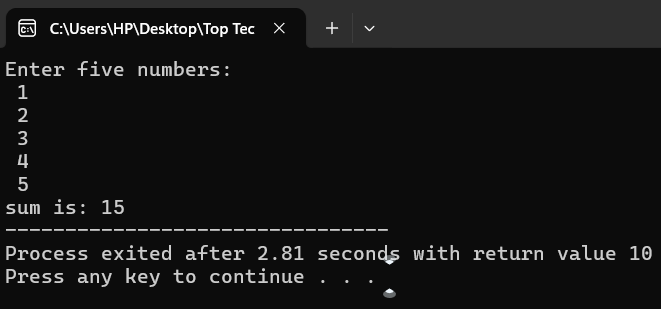 C:\Users\HP\Desktop\Top Tec
Enter five numbers:
1
2
3
4
5
sum is: 15
--------------------------------
Process exited after 2.81 seconds with return value 10
Press any key to continue . . .